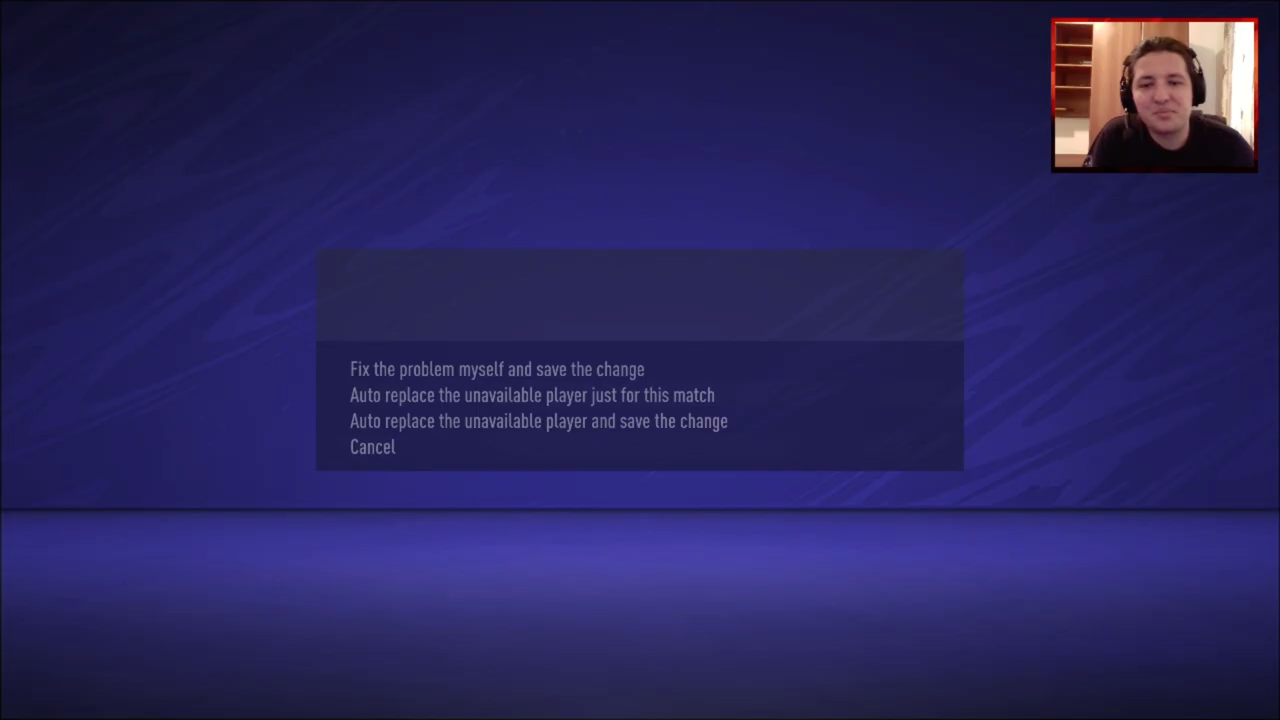 Fix the problem myself and save the change
Auto replace the unavailable player just for this match
Auto replace the unavailable player and save the change
Cancel